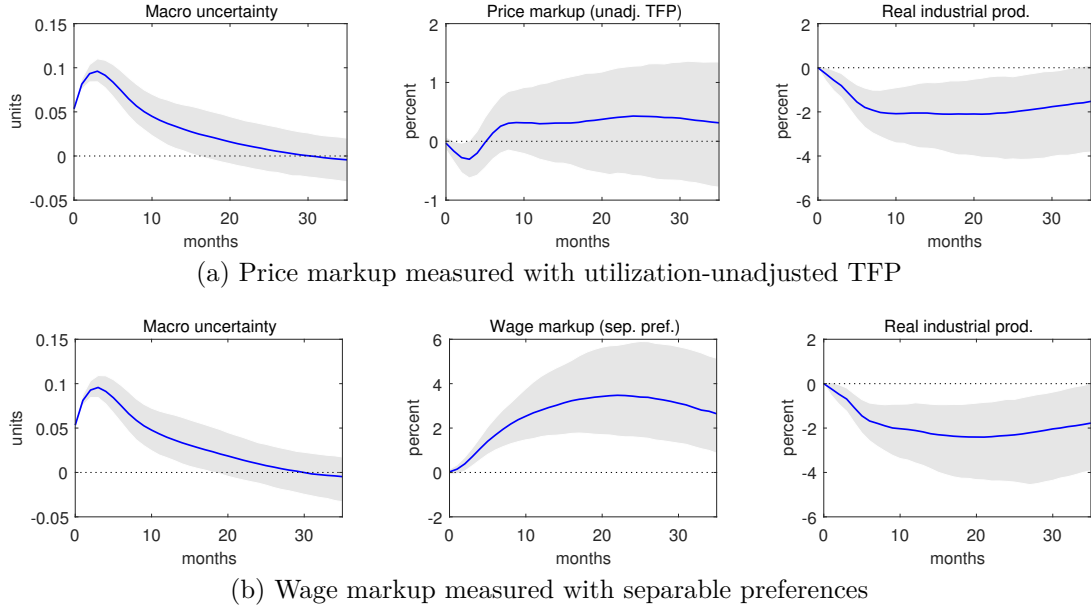 Macro uncertainty
Price markup (unadj. TFP)
Real industrial prod.
0.15
0.1
0.05
0
-0.05
units
0
10
20
30
months
2
1
0
-1
percent
0
10
20
30
months
2
0
-2
-4
-6
percent
0
10
20
30
months
(a) Price markup measured with utilization-unadjusted TFP
Macro uncertainty
Wage markup (sep. pref.)
Real industrial prod.
0.15
0.1
0.05
0
-0.05
units
0
10
20
30
months
6
4
2
0
-2
percent
0
10
20
30
months
2
0
-2
-4
-6
percent
0
10
20
30
months
(b) Wage markup measured with separable preferences